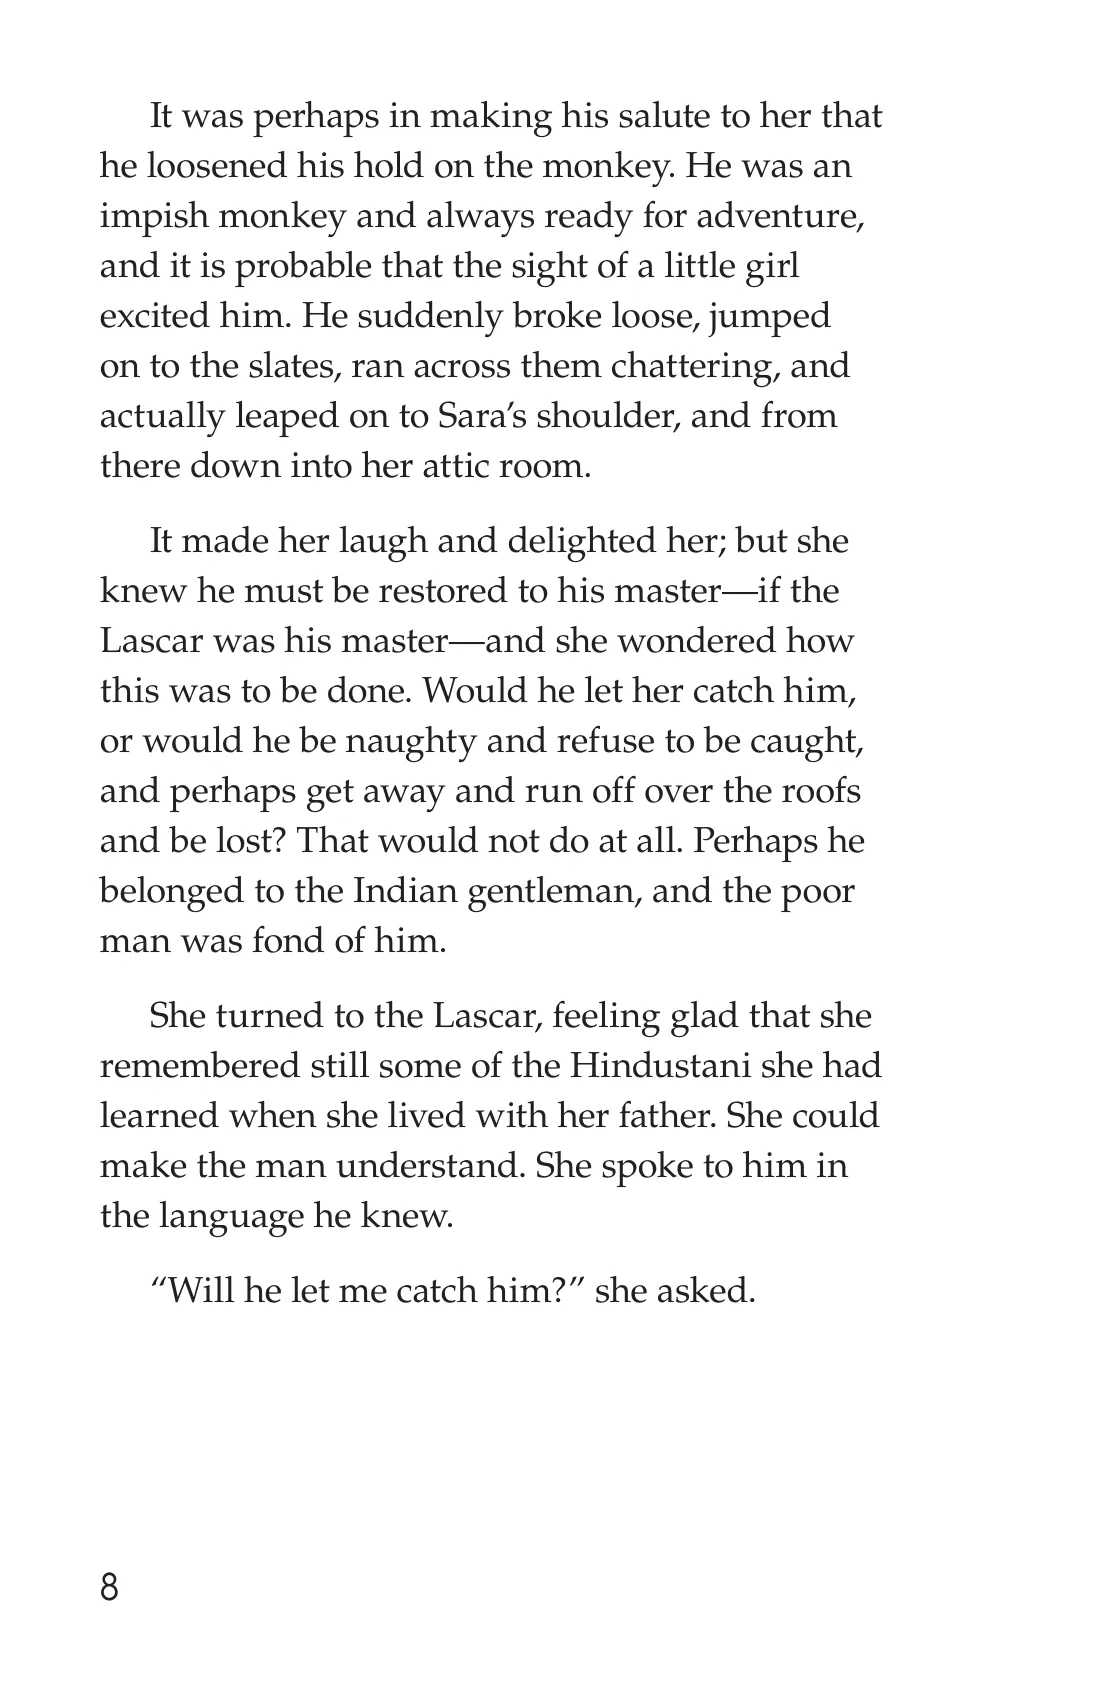 It was perhaps in making his salute to her that
he loosened his hold on the monkey. He was an
impish monkey and always ready for adventure,
and it is probable that the sight of a little girl
excited him. He suddenly broke loose, jumped
on to the slates, ran across them chattering, and
actually leaped on to Sara’s shoulder, and from
there down into her attic room.
It made her laugh and delighted her; but she
knew he must be restored to his master—if the
Lascar was his master—and she wondered how
this was to be done. Would he let her catch him,
or would he be naughty and refuse to be caught,
and perhaps get away and run off over the roofs
and be lost? That would not do at all. Perhaps he
belonged to the Indian gentleman, and the poor
man was fond of him.
She turned to the Lascar, feeling glad that she
remembered still some of the Hindustani she had
learned when she lived with her father. She could
make the man understand. She spoke to him in
the language he knew.
“Will he let me catch him?” she asked.
8